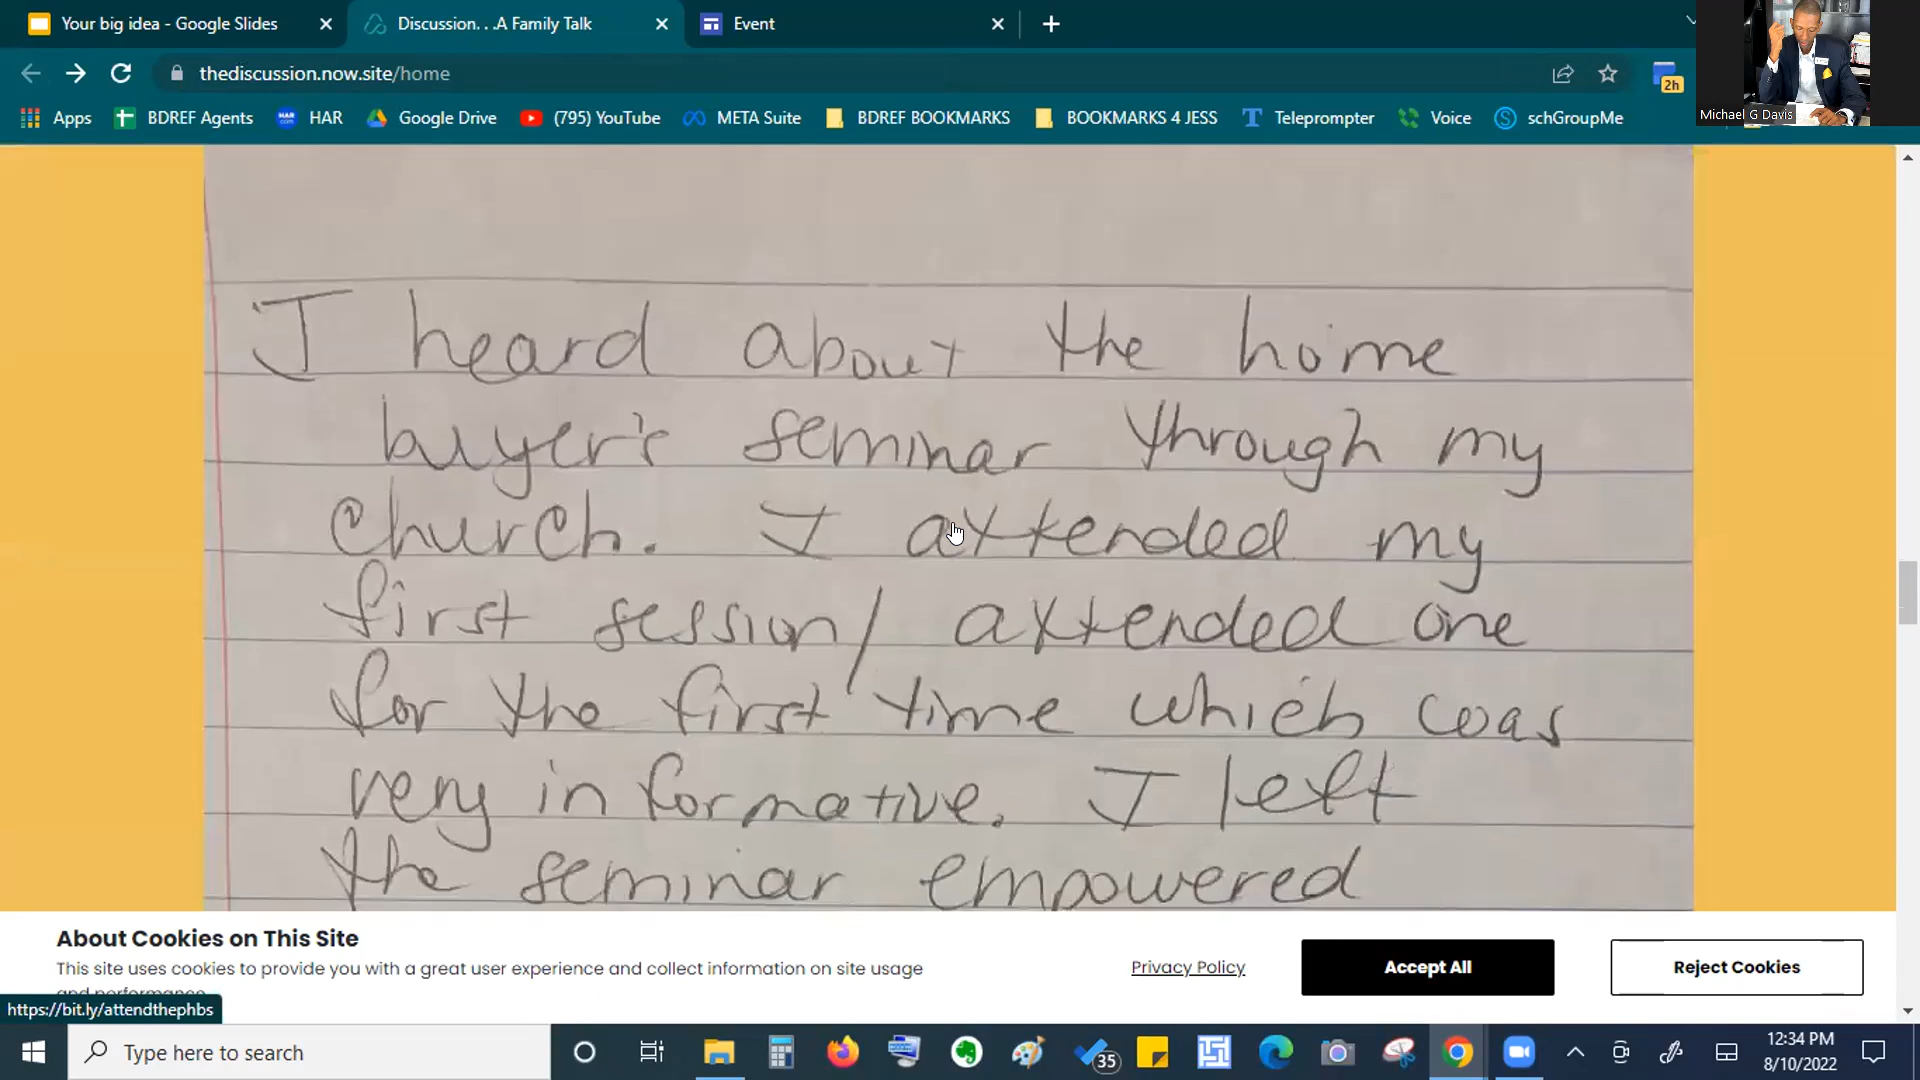 Your big idea - Google Slides
Discussion. . .A Family Talk
Event
thediscussion.now.site/home
2h
Apps
BDREF Agents
HAR
Google Drive
(795) YouTube
META Suite
BDREF BOOKMARKS
BOOKMARKS 4 JESS
Teleprompter
Voice
schGroupMe
Michael G Davis
I heard about the home
buyer's seminar through my
church. I attended my
first session/ attended one
for the first time which was
very informative. I left
the seminar empowered
About Cookies on This Site
This site uses cookies to provide you with a great user experience and collect information on site usage
and performance
Privacy Policy
Accept All
Reject Cookies
https://bit.ly/attendthephbs
Type here to search
35
12:34 PM
8/10/2022